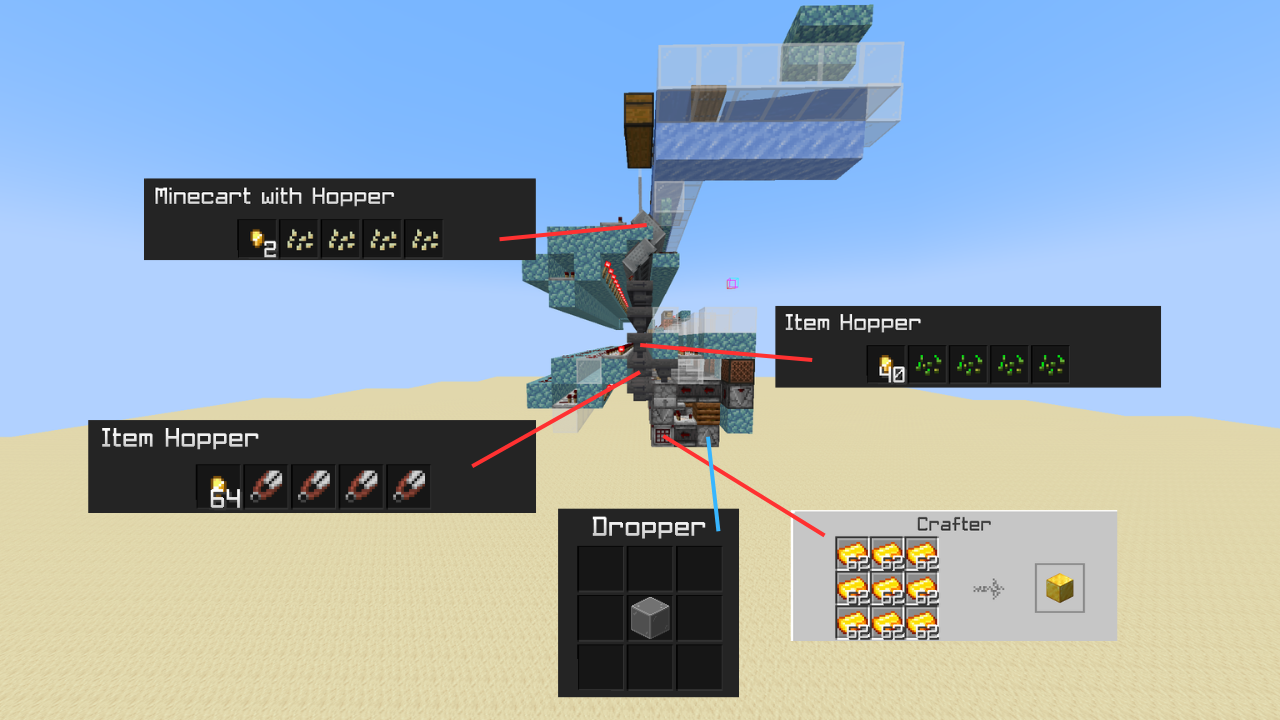 Minecart with Hopper
2
Item Hopper
40
Item Hopper
64
Dropper
Crafter
62 62 62
62 62 62
62 62 62